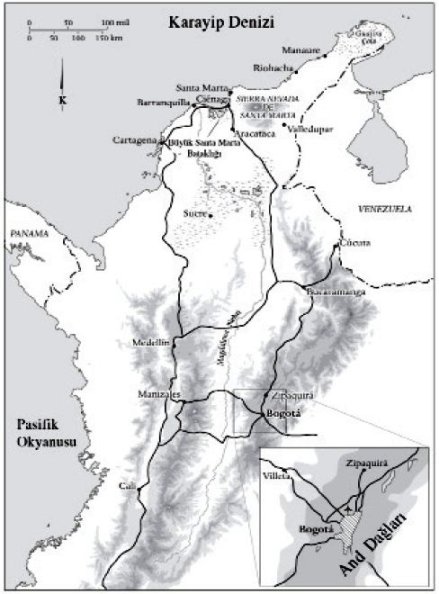 0 50 100 mil
0 50 100 150 km
Karayip Denizi
K
Guajira
Çölü
Manaure
Riohacha
Santa Marta
Ciénaga
Barranquilla
SIERRA NEVADA
DE
SANTA MARTA
Aracataca
Valledupar
Cartagena
Büyük Santa Marta
Bataklığı
Sucre
VENEZUELA
PANAMA
Cúcuta
Bucaramanga
Medellín
Manizales
Zipaquirá
Bogotá
Pasifik
Okyanusu
Cali
Zipaquirá
Villeta
Bogotá
And Dağları